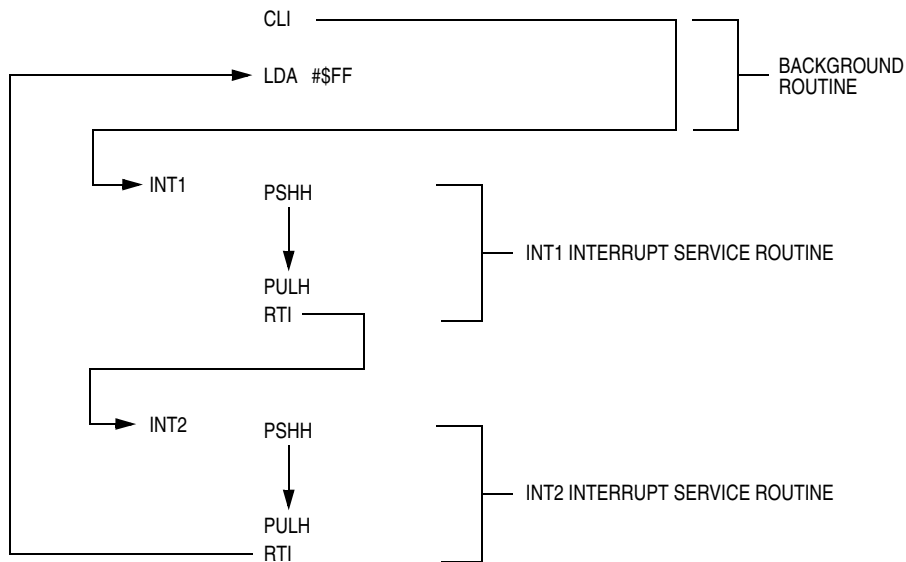 CLI
LDA #$FF
BACKGROUND
ROUTINE
INT1
PSHH
INT1 INTERRUPT SERVICE ROUTINE
PULH
RTI
INT2
PSHH
INT2 INTERRUPT SERVICE ROUTINE
PULH
RTI